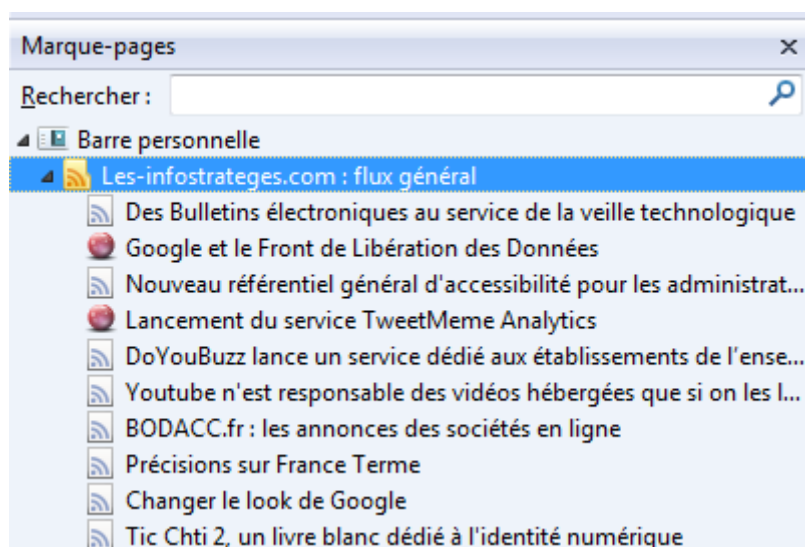 Marque-pages
Rechercher :
Barre personnelle
Les-infostrateges.com : flux général
Des Bulletins électroniques au service de la veille technologique
Google et le Front de Libération des Données
Nouveau référentiel général d'accessibilité pour les administrat...
Lancement du service TweetMeme Analytics
DoYouBuzz lance un service dédié aux établissements de l'ense...
Youtube n'est responsable des vidéos hébergées que si on les l...
BODACC.fr : les annonces des sociétés en ligne
Précisions sur France Terme
Changer le look de Google
Tic Chti 2, un livre blanc dédié à l'identité numérique